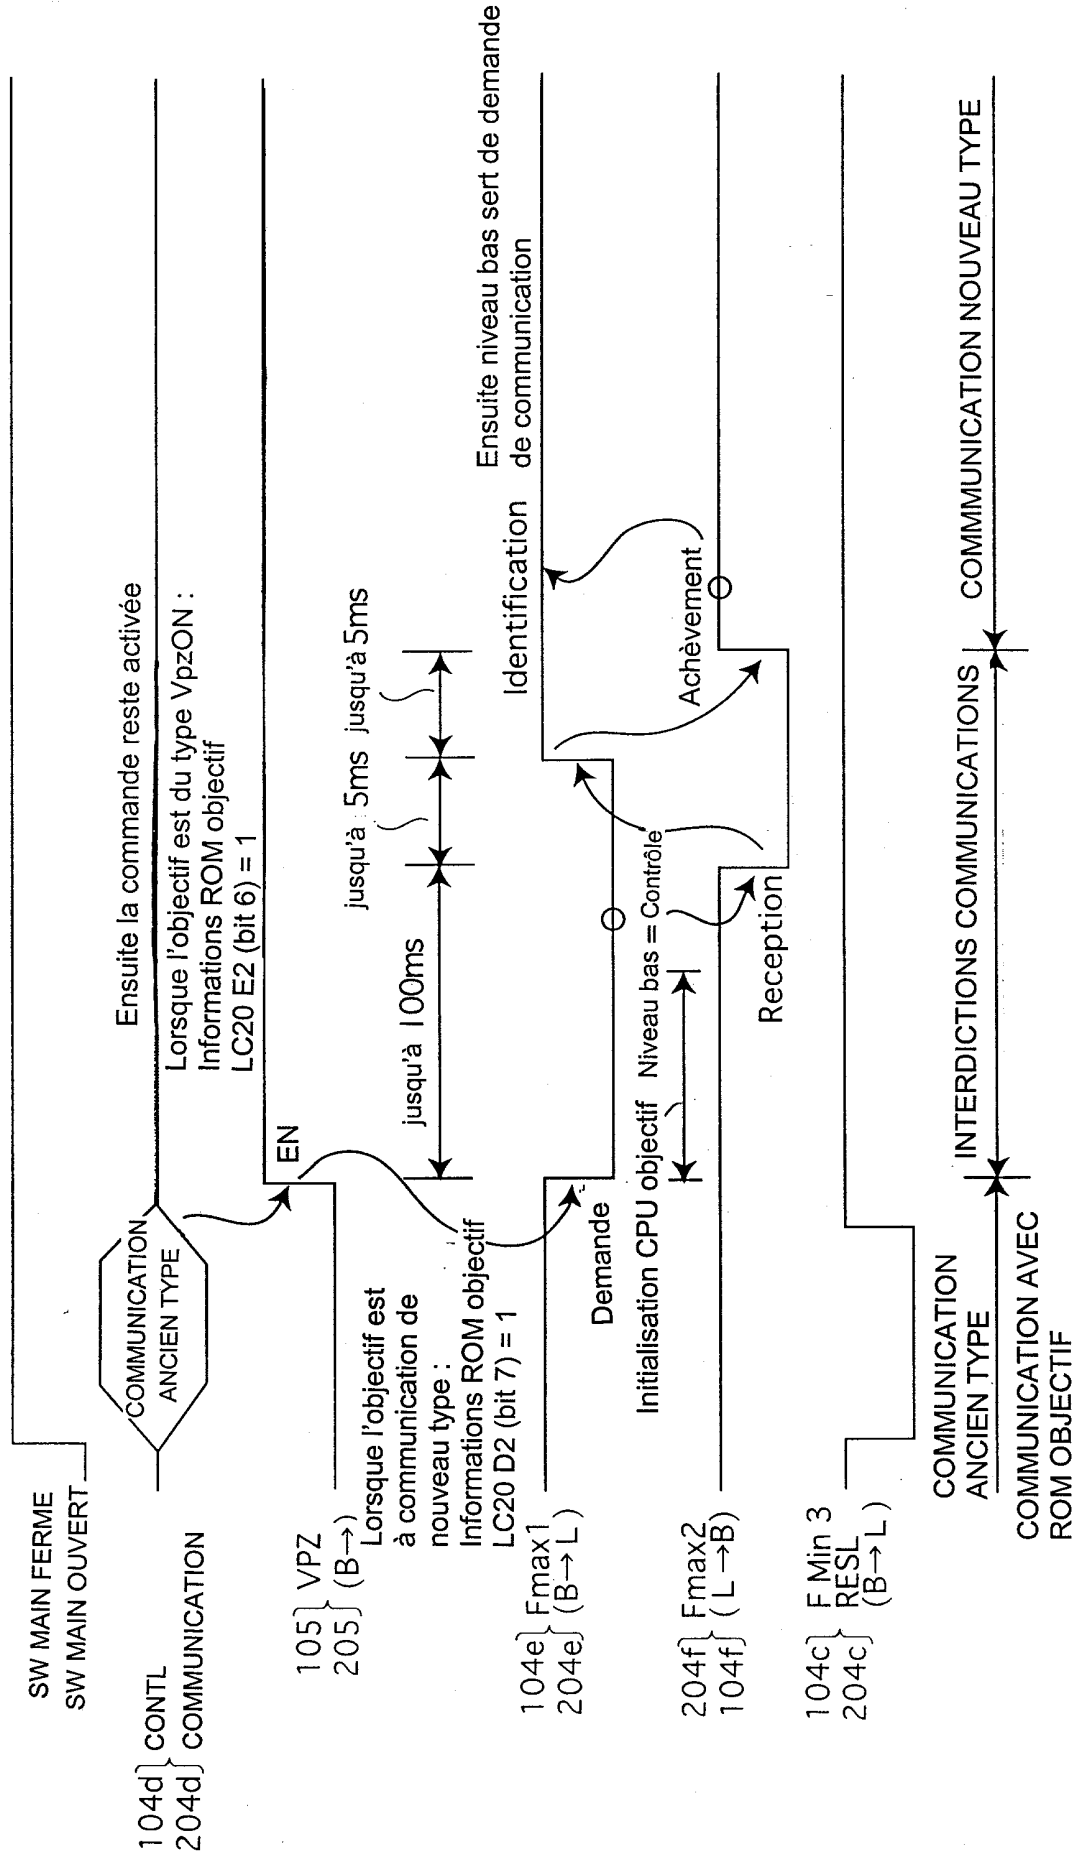 SW MAIN FERME
SW MAIN OUVERT
104d} CONTL
204d} COMMUNICATION
COMMUNICATION
ANCIEN TYPE
Ensuite la commande reste activée
Lorsque l'objectif est du type VpzON :
Informations ROM objectif
LC20 E2 (bit 6) = 1
105} VPZ
205} (B→)
EN
Lorsque l'objectif est
à communication de
nouveau type :
Informations ROM objectif
LC20 D2 (bit 7) = 1
jusqu'à 100ms
jusqu'à 5ms
jusqu'à 5ms
104e} Fmax1
204e} (B→L)
Demande
Identification
Ensuite niveau bas sert de demande
de communication
Initialisation CPU objectif
Niveau bas = Contrôle
204f} Fmax2
104f} (L→B)
Reception
Achèvement
104c} F Min 3
204c} RESL
(B→L)
COMMUNICATION
ANCIEN TYPE
INTERDICTIONS COMMUNICATIONS
COMMMUNICATION NOUVEAU TYPE
COMMUNICATION AVEC
ROM OBJECTIF